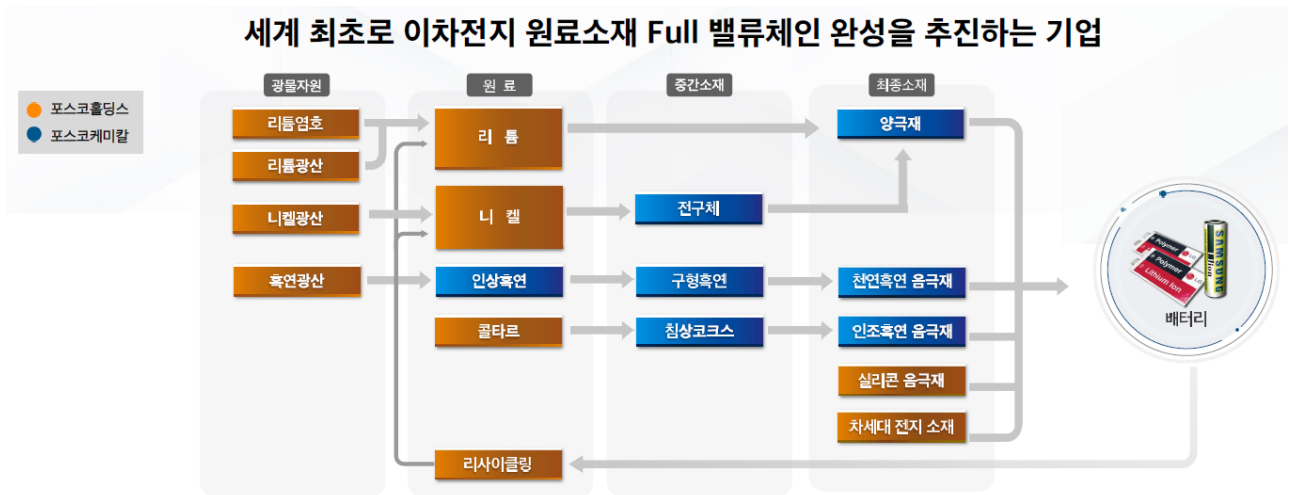 세계 최초로 이차전지 원료소재 Full 밸류체인 완성을 추진하는 기업
포스코홀딩스
포스코케미칼
광물자원
원 료
중간소재
최종소재
리튬염호
리튬광산
니켈광산
흑연광산
리 튬
니 켈
인상흑연
콜타르
리사이클링
전구체
구형흑연
침상코크스
양극재
천연흑연 음극재
인조흑연 음극재
실리콘 음극재
차세대 전지 소재
Polymer
Polymer
Lithium Ion
SAMSUNG
배터리